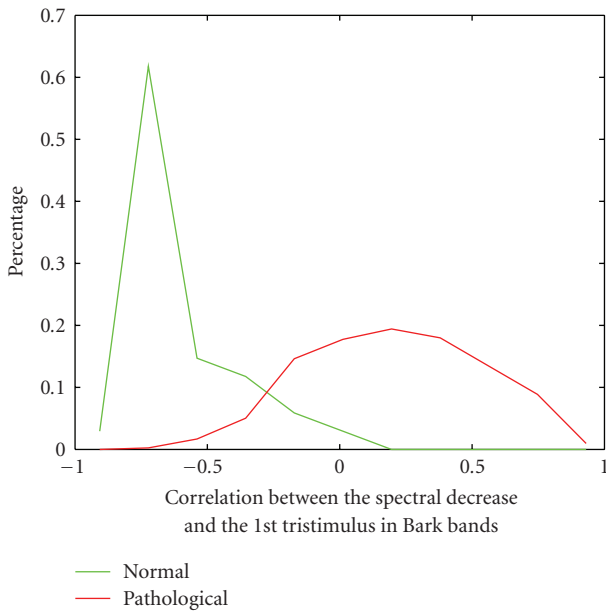 0.7
0.6
0.5
0.4
0.3
0.2
0.1
0
Percentage
−1
−0.5
0
0.5
1
Correlation between the spectral decrease
and the 1st tristimulus in Bark bands
Normal
Pathological